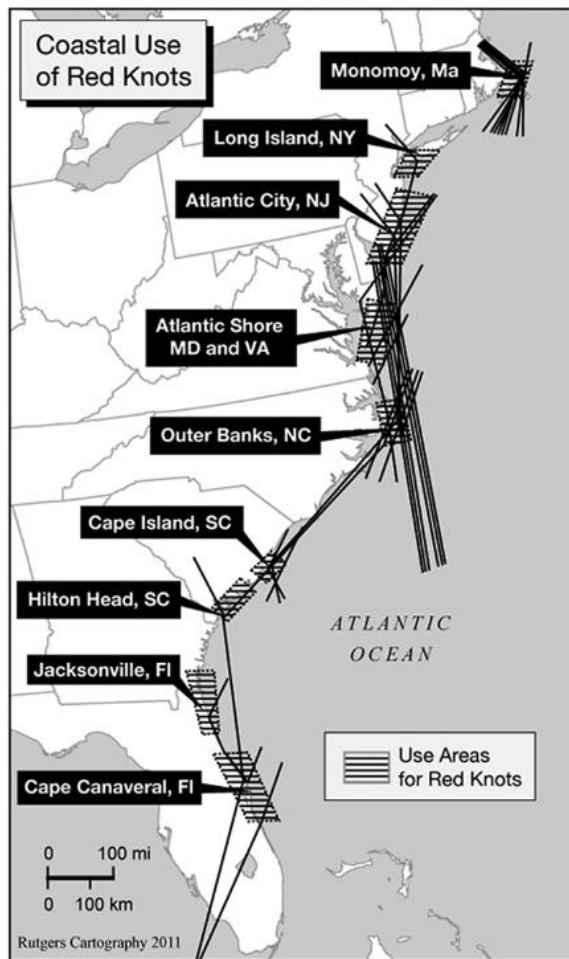 Coastal Use
of Red Knots
Monomoy, Ma
Long Island, NY
Atlantic City, NJ
Atlantic Shore
MD and VA
Outer Banks, NC
Cape Island, SC
Hilton Head, SC
ATLANTIC
OCEAN
Jacksonville, Fl
Use Areas
for Red Knots
Cape Canaveral, Fl
0 100 mi
0 100 km
Rutgers Cartography 2011